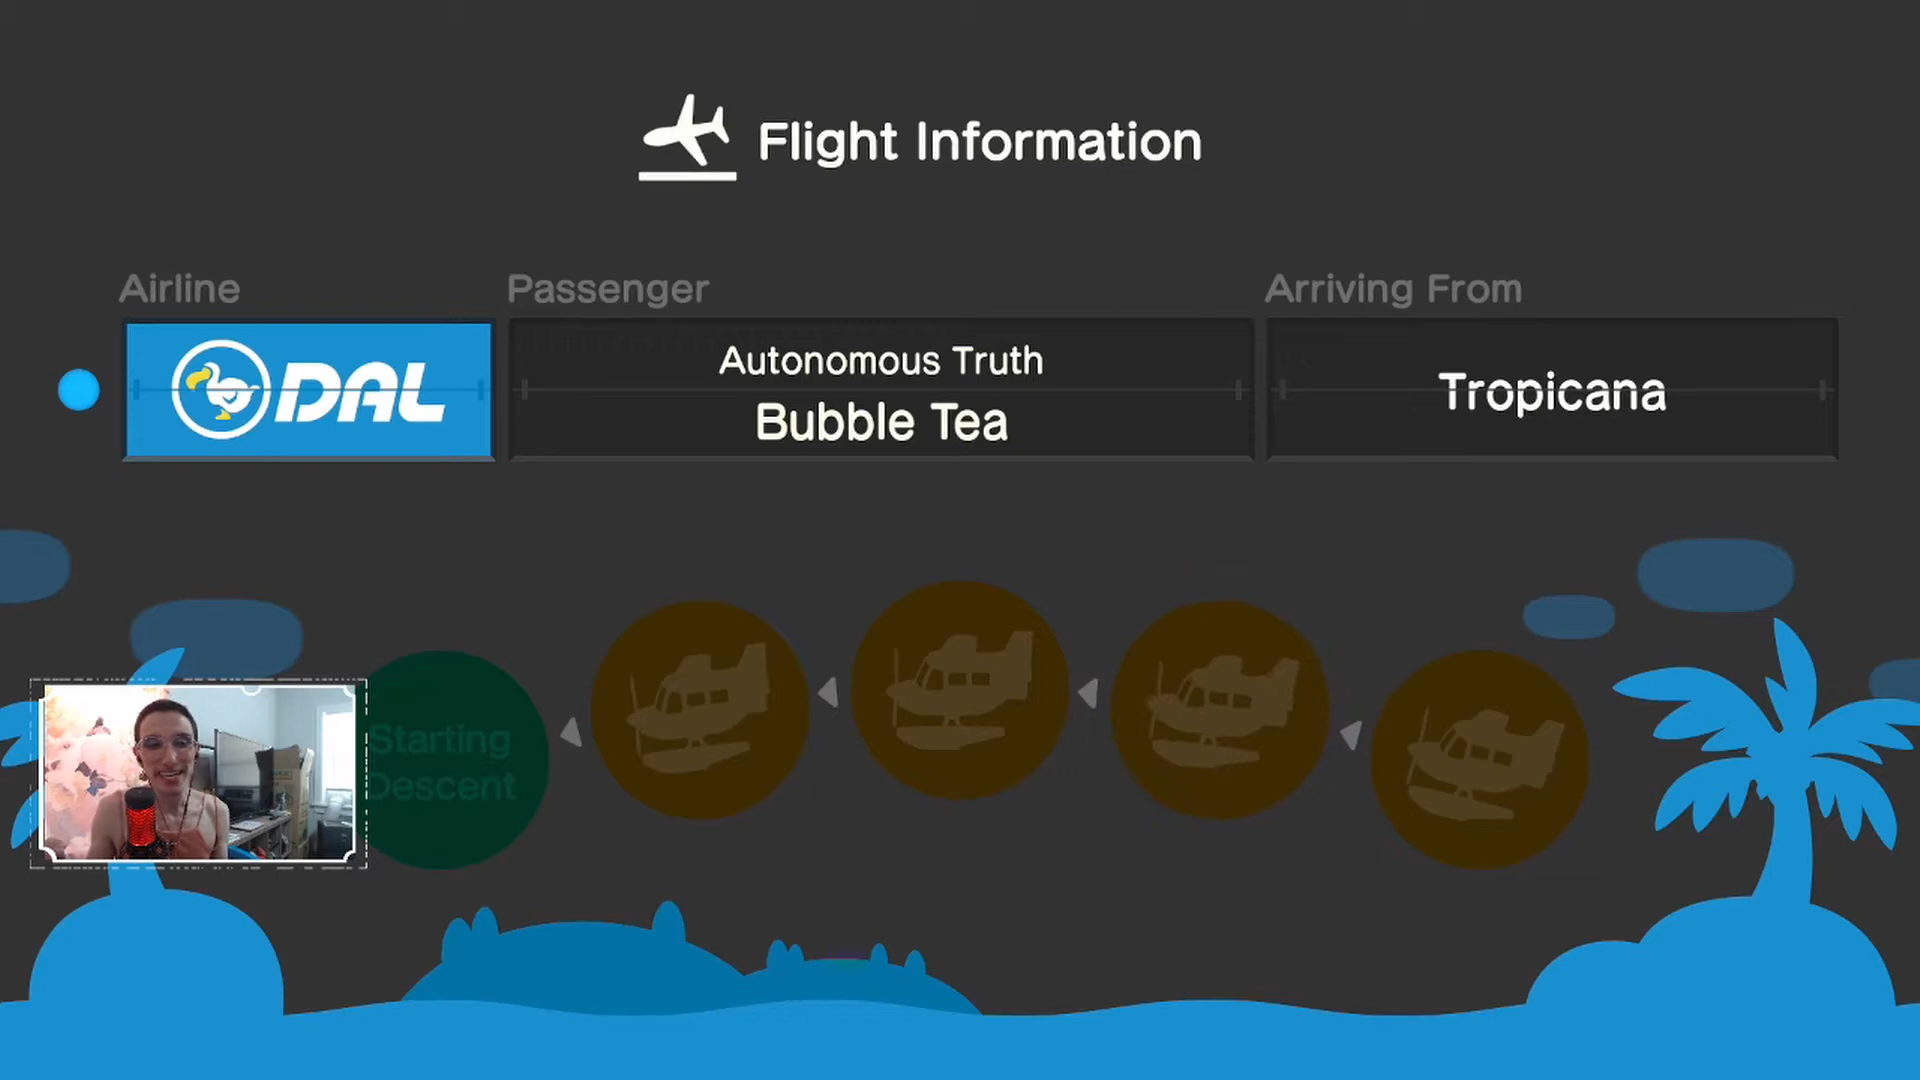 Flight Information
Airline
Passenger
Arriving From
DAL
Autonomous Truth
Bubble Tea
Tropicana
Starting
Descent